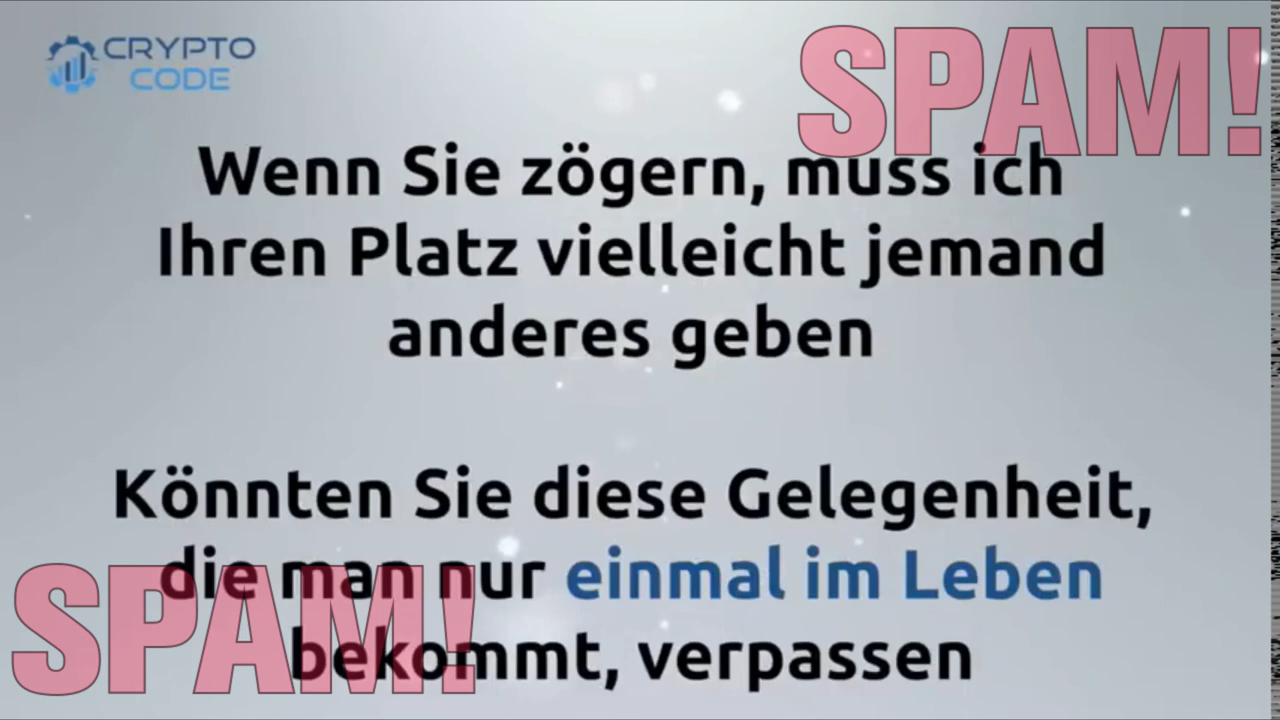 CRYPTO
CODE
SPAM!
Wenn Sie zögern, muss ich
Ihren Platz vielleicht jemand
anderes geben
Könnten Sie diese Gelegenheit,
die man nur einmal im Leben
bekommt, verpassen
SPAM!